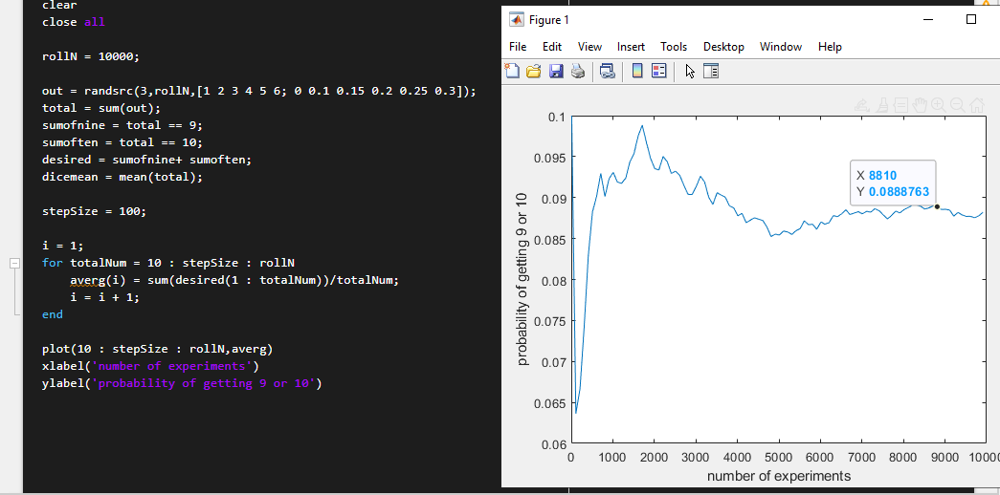 clear
close all
rollN = 10000;
out = randsrc(3,rollN,[1 2 3 4 5 6; 0 0.1 0.15 0.2 0.25 0.3]);
total = sum(out);
sumofnine = total == 9;
sumoften = total == 10;
desired = sumofnine+ sumoften;
dicemean = mean(total);
stepSize = 100;
i = 1;
for totalNum = 10 : stepSize : rollN
averg(i) = sum(desired(1 : totalNum))/totalNum;
i = i + 1;
end
plot(10 : stepSize : rollN,averg)
xlabel('number of experiments')
ylabel('probability of getting 9 or 10')
Figure 1
File Edit View Insert Tools Desktop Window Help
probability of getting 9 or 10
0.1
0.095
0.09
0.085
0.08
0.075
0.07
0.065
0.06
X 8810
Y 0.0888763
0 1000 2000 3000 4000 5000 6000 7000 8000 9000 10000
number of experiments